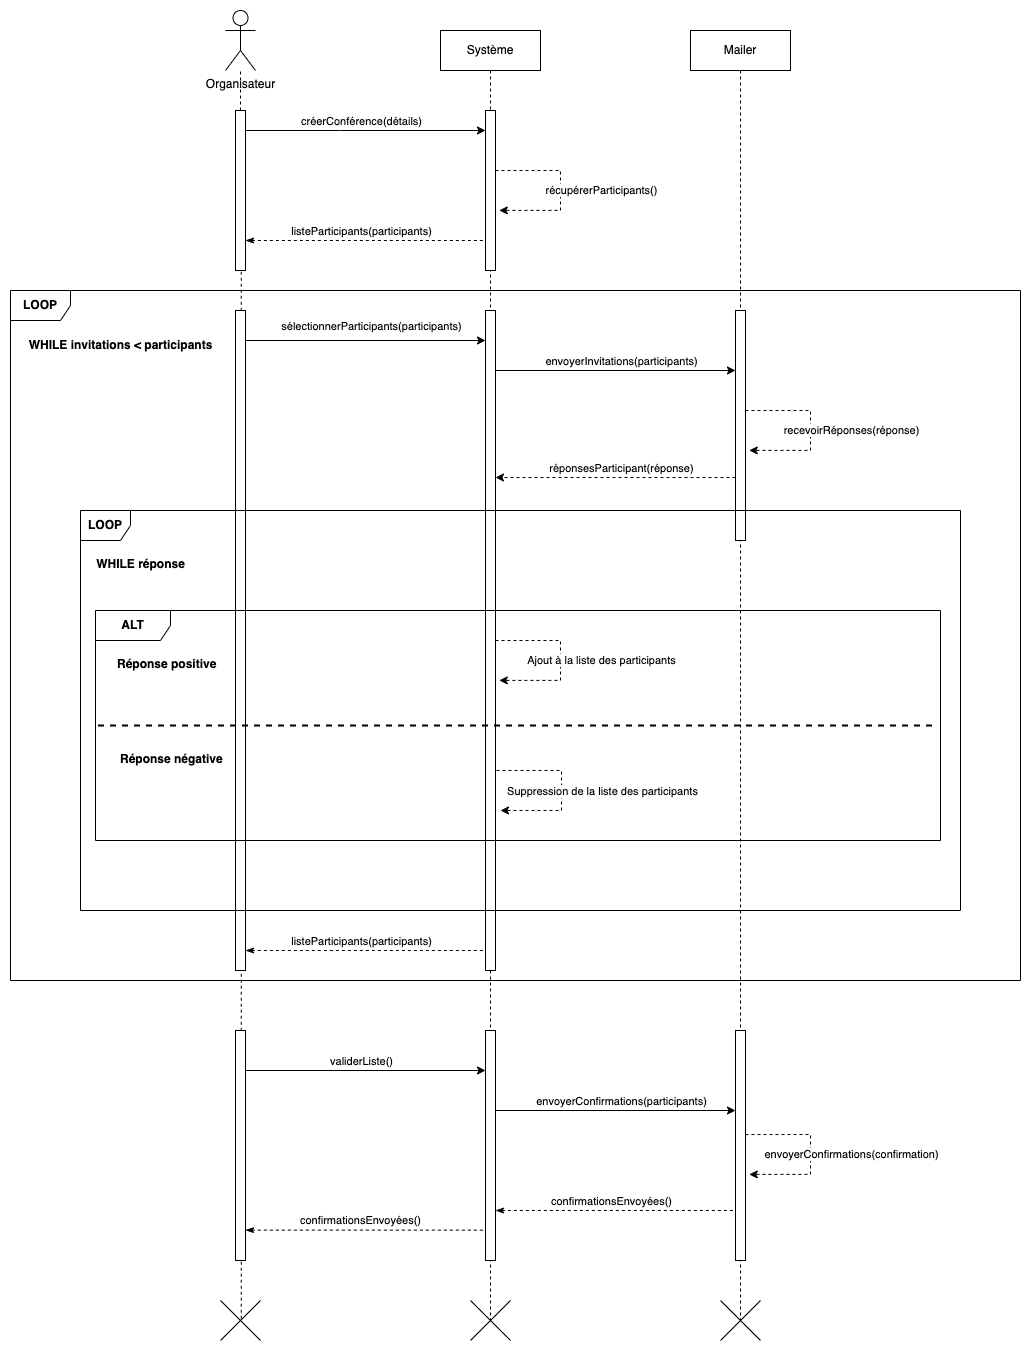 Organisateur
Système
Mailer
créerConférence(détails)
récupérerParticipants()
listeParticipants(participants)
LOOP
WHILE invitations < participants
sélectionnerParticipants(participants)
envoyerInvitations(participants)
recevoirRéponses(réponse)
réponsesParticipant(réponse)
LOOP
WHILE réponse
ALT
Réponse positive
Ajout à la liste des participants
Réponse négative
Suppression de la liste des participants
listeParticipants(participants)
validerListe()
envoyerConfirmations(participants)
envoyerConfirmations(confirmation)
confirmationsEnvoyées()
confirmationsEnvoyées()